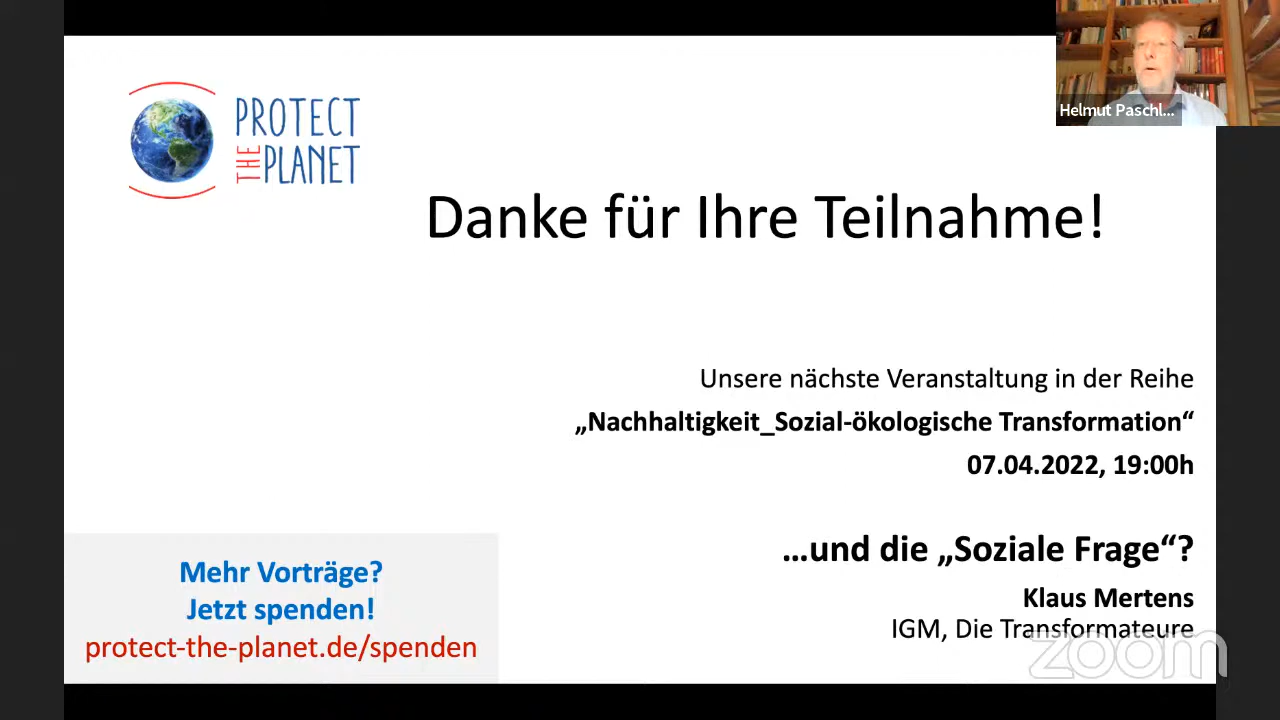 Helmut Paschl...
PROTECT
THE PLANET
Danke für Ihre Teilnahme!
Unsere nächste Veranstaltung in der Reihe
„Nachhaltigkeit_Sozial-ökologische Transformation“
07.04.2022, 19:00h
...und die „Soziale Frage“?
Klaus Mertens
IGM, Die Transformateure
Mehr Vorträge?
Jetzt spenden!
protect-the-planet.de/spenden
zoom